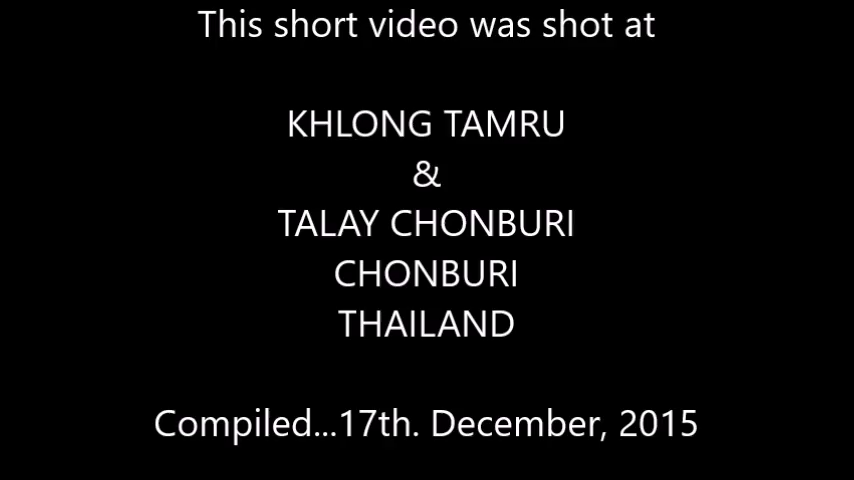 This short video was shot at
KHLONG TAMRU
&
TALAY CHONBURI
CHONBURI
THAILAND
Compiled...17th. December, 2015